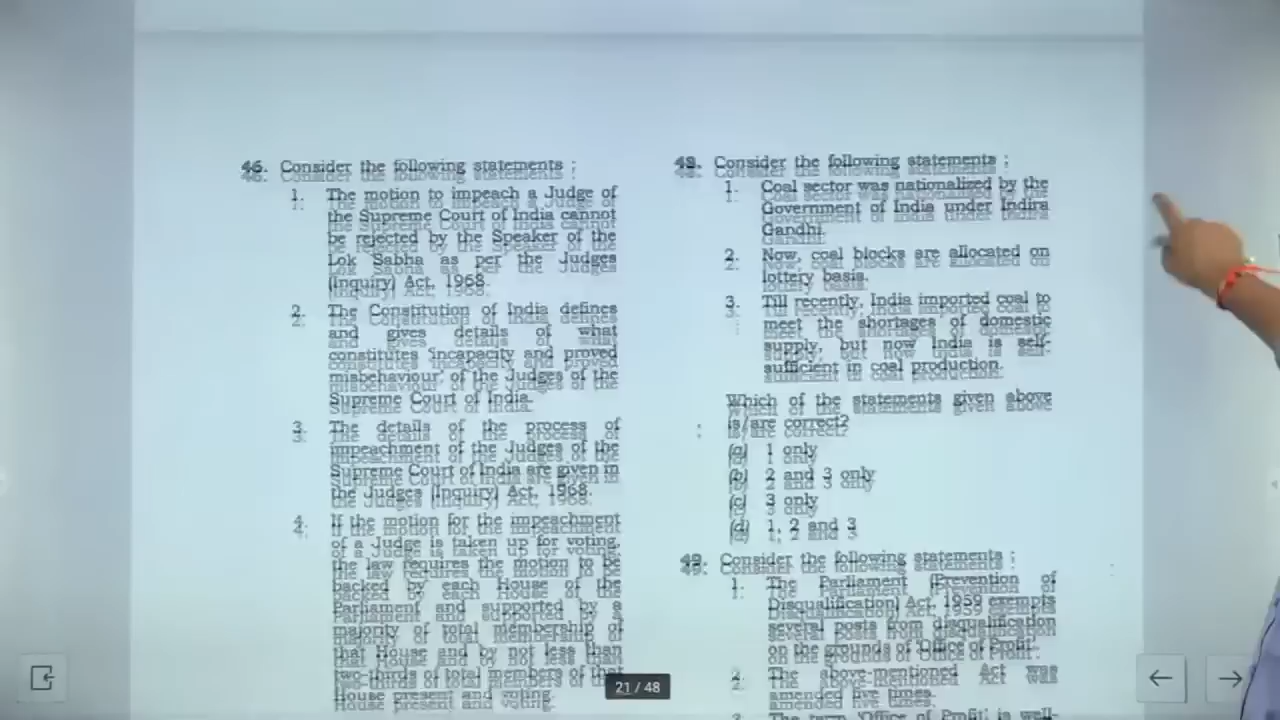 46. Consider the following statements :
1. The motion to impeach a Judge of
the Supreme Court of India cannot
be rejected by the Speaker of the
Lok Sabha as per the Judges
(Inquiry) Act, 1968.
2. The Constitution of India defines
and gives details of what
constitutes 'incapacity and proved
misbehaviour' of the Judges of the
Supreme Court of India.
3. The details of the process of
impeachment of the Judges of the
Supreme Court of India are given in
the Judges (Inquiry) Act, 1968.
4. If the motion for the impeachment
of a Judge is taken up for voting,
the law requires the motion to be
backed by each House of the
Parliament and supported by a
majority of total membership of
that House and by not less than
two-thirds of total members of that
House present and voting.
48. Consider the following statements :
1. Coal sector was nationalized by the
Government of India under Indira
Gandhi.
2. Now, coal blocks are allocated on
lottery basis.
3. Till recently, India imported coal to
meet the shortages of domestic
supply, but now India is self-
sufficient in coal production.
Which of the statements given above
is/are correct?
(a) 1 only
(b) 2 and 3 only
(c) 3 only
(d) 1, 2 and 3
49. Consider the following statements :
1. The Parliament (Prevention of
Disqualification) Act, 1959 exempts
several posts from disqualification
on the grounds of 'Office of Profit'.
2. The above-mentioned Act was
amended five times.
3. The term 'Office of Profit' is well-
21 / 48